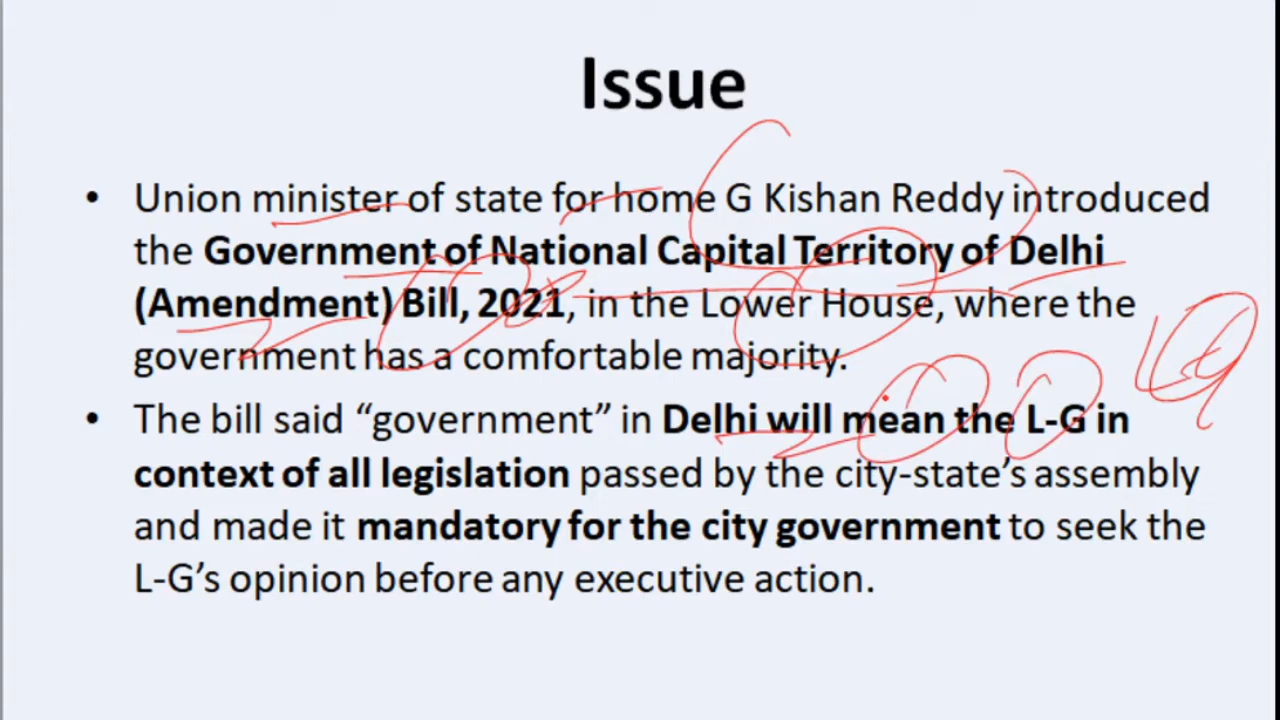 Issue
• Union minister of state for home G Kishan Reddy introduced
the Government of National Capital Territory of Delhi
(Amendment) Bill, 2021, in the Lower House, where the
government has a comfortable majority.
• The bill said “government” in Delhi will mean the L-G in
context of all legislation passed by the city-state’s assembly
and made it mandatory for the city government to seek the
L-G’s opinion before any executive action.